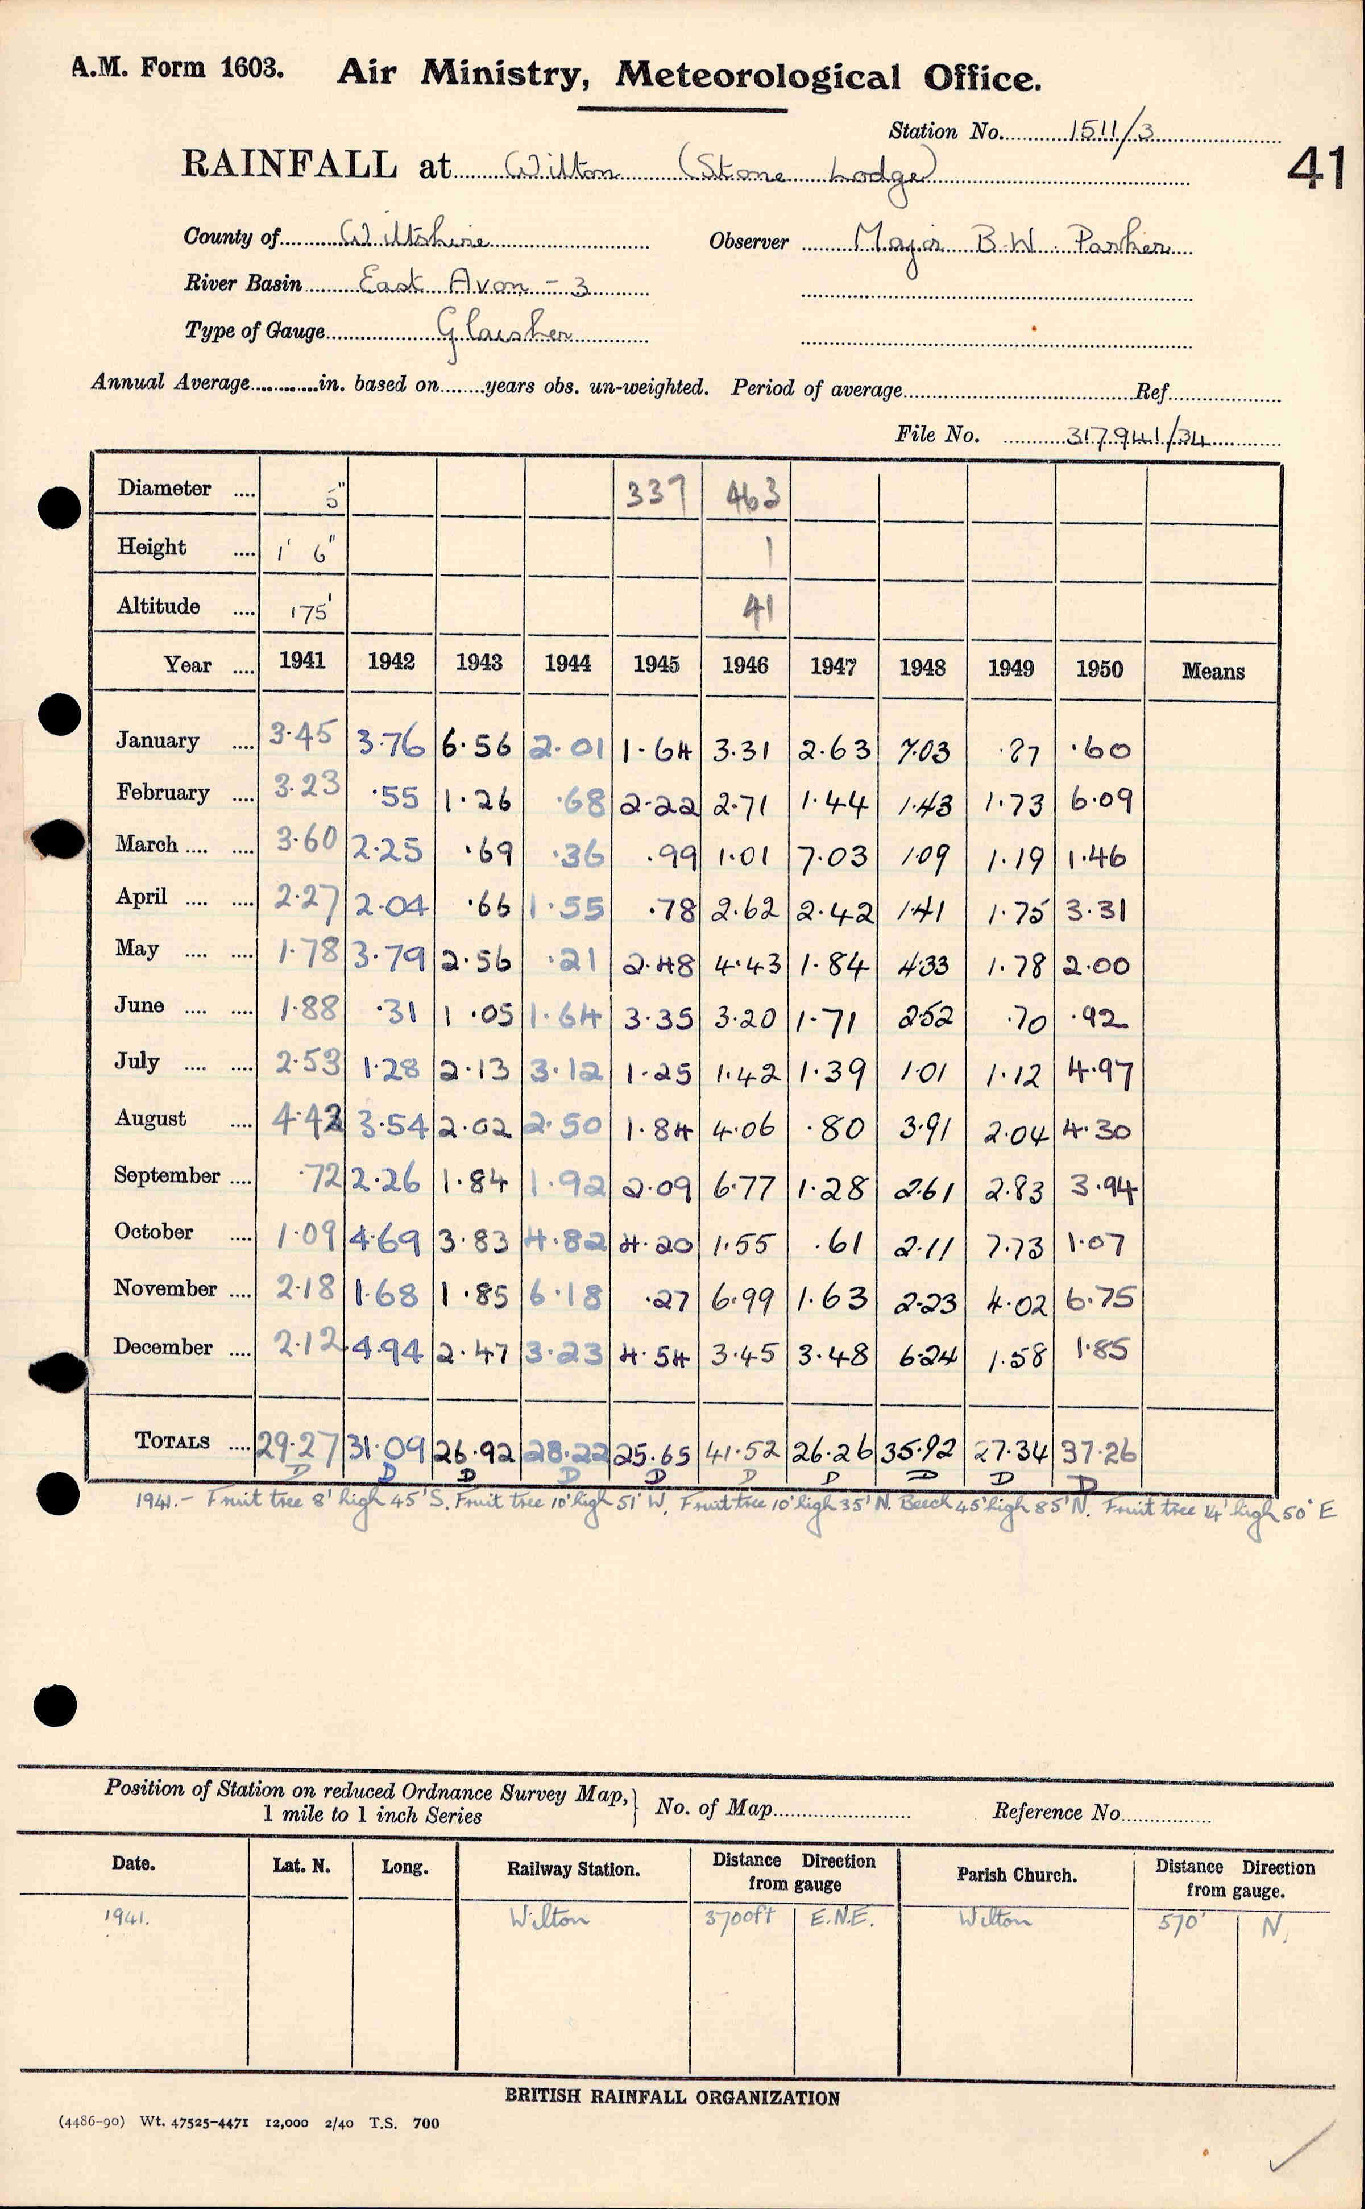 A.M. Form 1603. Air Ministry, Meteorological Office.
Station No. 1511/3
41
RAINFALL at Wilton (Stone Lodge)
County of Wiltshire Observer Major B.W. Parker
River Basin East Avon - 3
Type of Gauge Glaisher
Annual Average............in. based on........years obs. un-weighted. Period of average............Ref............
File No. 317941/34
Diameter .... 5" 337 463
Height .... 1' 6" 1
Altitude .... 175' 41
Year .... 1941 1942 1943 1944 1945 1946 1947 1948 1949 1950 Means
January .... 3.45 3.76 6.56 2.01 1.64 3.31 2.63 7.03 .87 .60
February .... 3.23 .55 1.26 .68 2.22 2.71 1.44 1.43 1.73 6.09
March .... .... 3.60 2.25 .69 .36 .99 1.01 7.03 1.09 1.19 1.46
April .... .... 2.27 2.04 .66 1.55 .78 2.62 2.42 1.41 1.75 3.31
May .... .... 1.78 3.79 2.56 .21 2.48 4.43 1.84 4.33 1.78 2.00
June .... .... 1.88 .31 1.05 1.64 3.35 3.20 1.71 2.52 .70 .92
July .... .... 2.53 1.28 2.13 3.12 1.25 1.42 1.39 1.01 1.12 4.97
August .... 4.42 3.54 2.02 2.50 1.84 4.06 .80 3.91 2.04 4.30
September .... .72 2.26 1.84 1.92 2.09 6.77 1.28 2.61 2.83 3.94
October .... 1.09 4.69 3.83 4.82 4.20 1.55 .61 2.11 7.73 1.07
November .... 2.18 1.68 1.85 6.18 .27 6.99 1.63 2.23 4.02 6.75
December .... 2.12 4.94 2.47 3.23 4.54 3.45 3.48 6.24 1.58 1.85
TOTALS .... 29.27 31.09 26.92 28.22 25.65 41.52 26.26 35.92 27.34 37.26
D D D D D D D D D D
1941.- Fruit tree 8' high 45' S. Fruit tree 10' high 51' W. Fruit tree 10' high 35' N. Beech 45' high 85' N. Fruit tree 14' high 50' E
Position of Station on reduced Ordnance Survey Map, } No. of Map............ Reference No............
1 mile to 1 inch Series
Date. Lat. N. Long. Railway Station. Distance Direction from gauge Parish Church. Distance Direction from gauge.
1941. Wilton 3700ft E.N.E. Wilton 570' N.
BRITISH RAINFALL ORGANIZATION
(4486-90) Wt. 47525-4471 12,000 2/40 T.S. 700